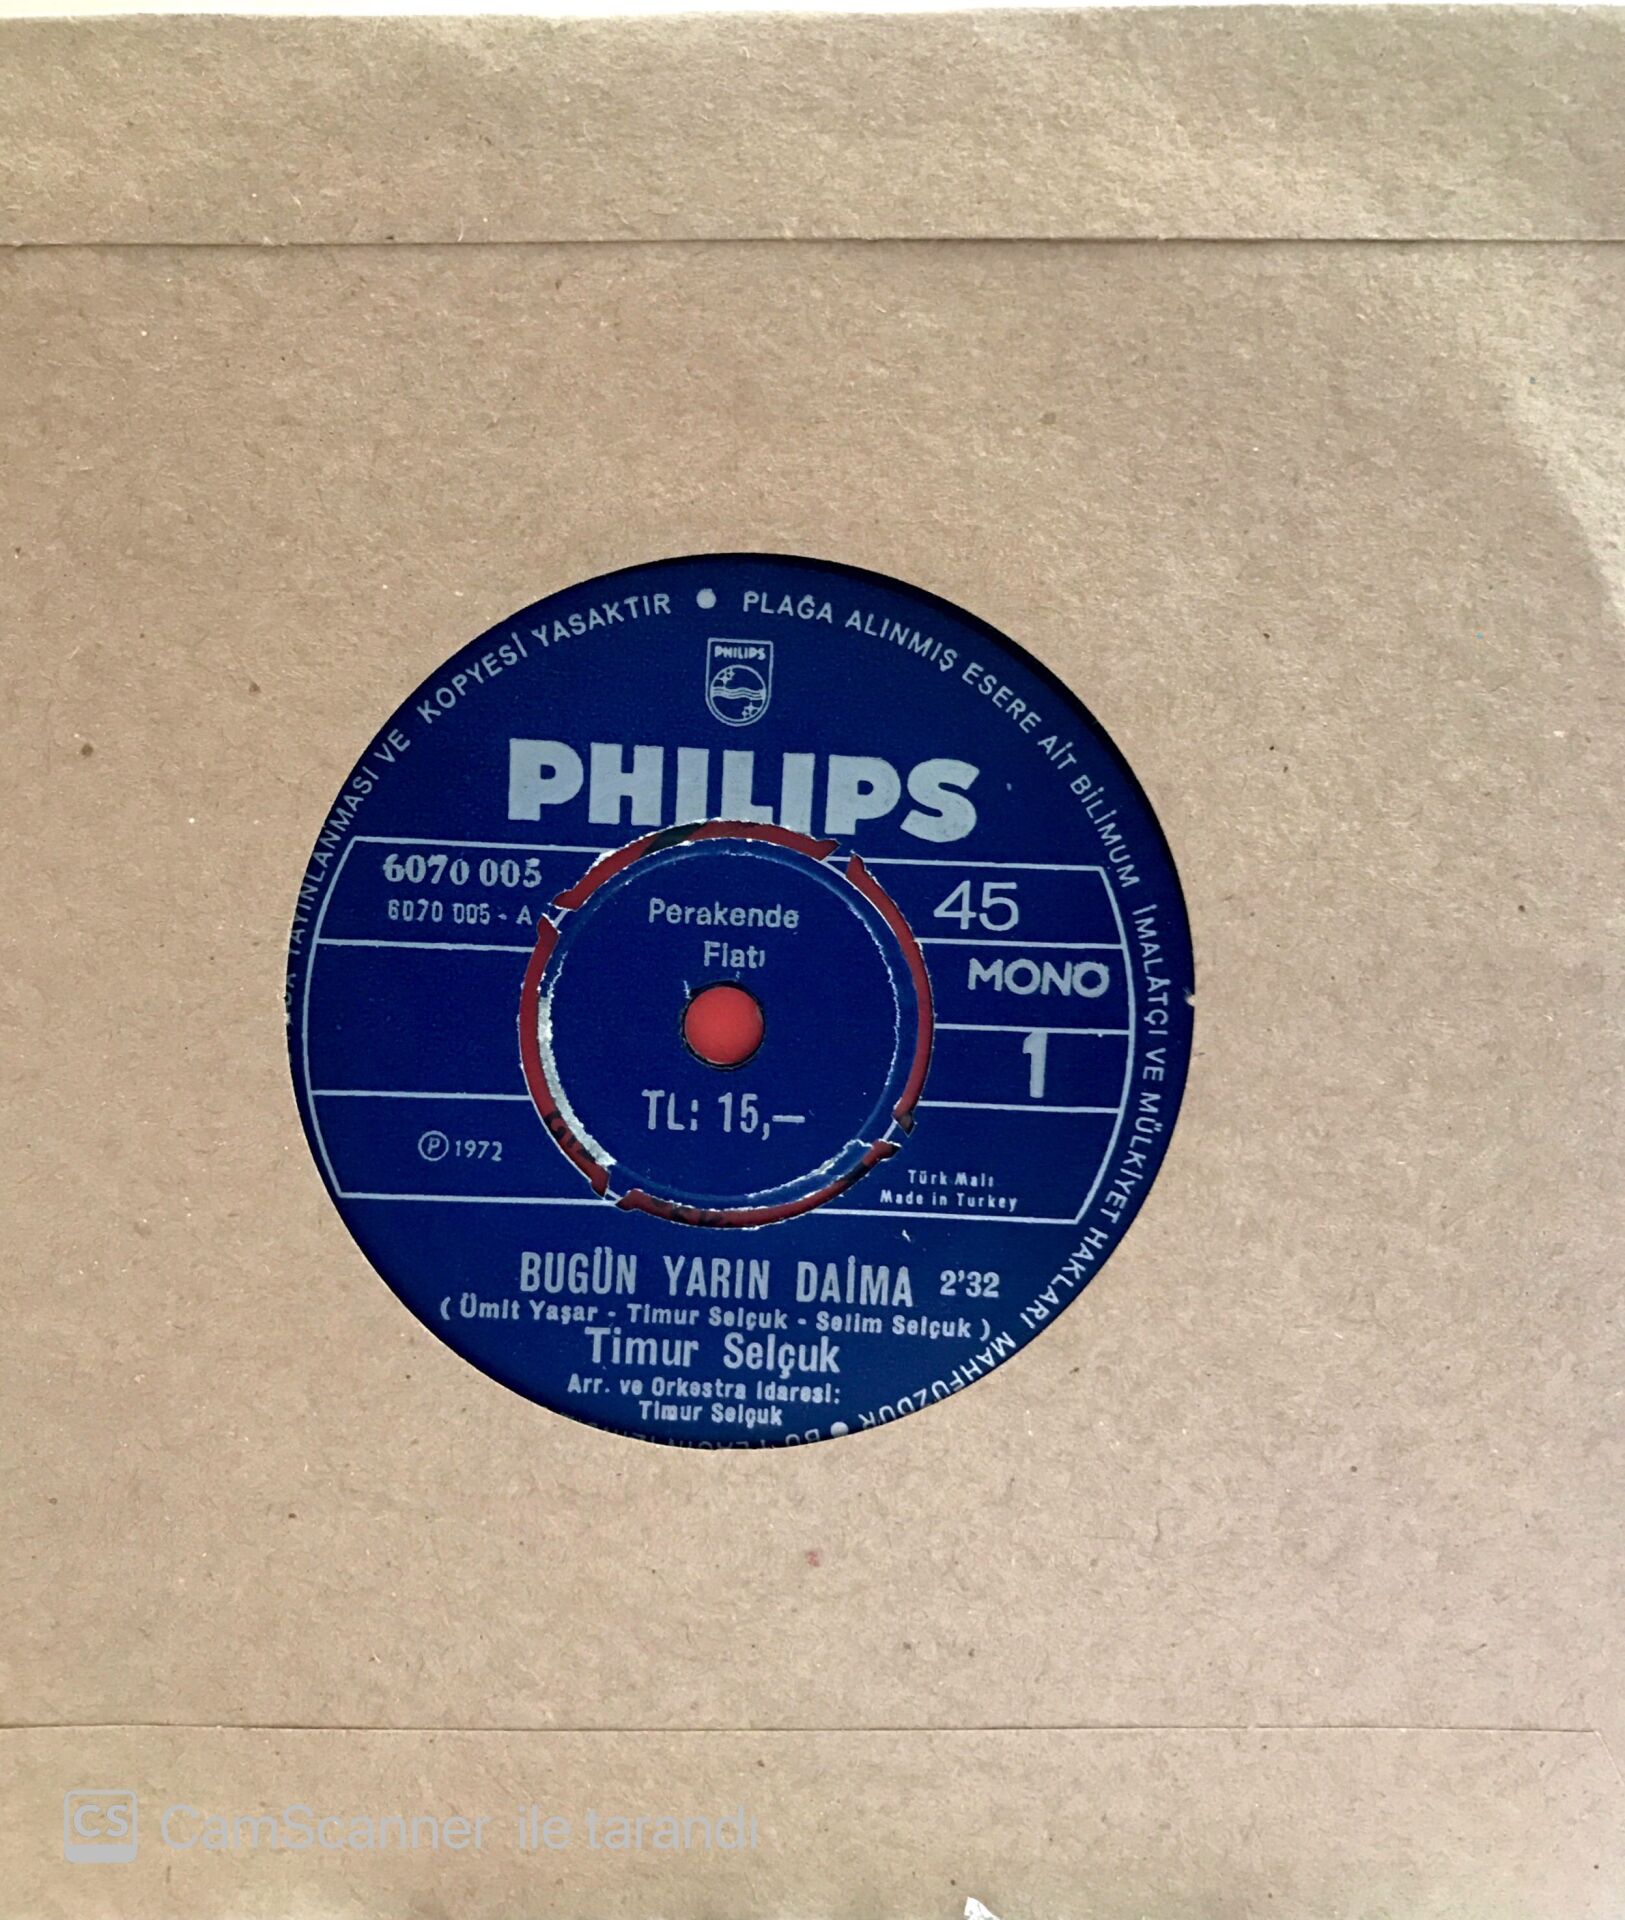 PLAĞA ALINMIŞ ESERE AİT BİLİMUM İMALÂTÇI VE MÜLKİYET HAKLARI MAHFUZDUR
YAYINLANMASI VE KOPYESİ YASAKTIR
PHILIPS
PHILIPS
6070 005
6070 005 - A
45
MONO
1
Perakende
Fiatı
TL: 15,—
Ⓟ 1972
Türk Malı
Made in Turkey
BUGÜN YARIN DAİMA 2'32
(Ümit Yaşar - Timur Selçuk - Selim Selçuk)
Timur Selçuk
Arr. ve Orkestra İdaresi:
Timur Selçuk
CS CamScanner ile tarandı